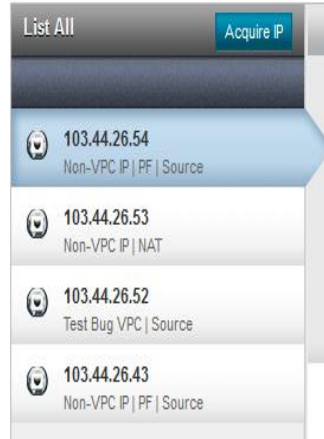 List All
Acquire IP
103.44.26.54
Non-VPC IP | PF | Source
103.44.26.53
Non-VPC IP | NAT
103.44.26.52
Test Bug VPC | Source
103.44.26.43
Non-VPC IP | PF | Source